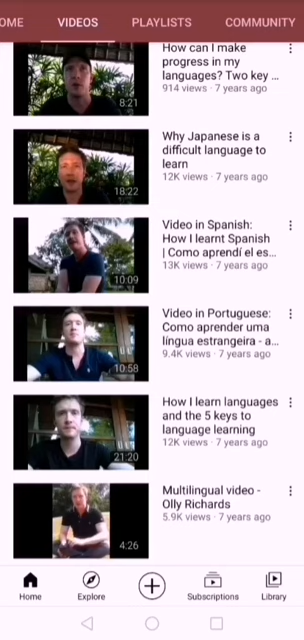 OME VIDEOS PLAYLISTS COMMUNITY
How can I make
progress in my
languages? Two key ...
914 views · 7 years ago
8:21
Why Japanese is a
difficult language to
learn
12K views · 7 years ago
18:22
Video in Spanish:
How I learnt Spanish
| Como aprendí el es...
13K views · 7 years ago
10:09
Video in Portuguese:
Como aprender uma
língua estrangeira - a...
9.4K views · 7 years ago
10:58
How I learn languages
and the 5 keys to
language learning
12K views · 7 years ago
21:20
Multilingual video -
Olly Richards
5.9K views · 7 years ago
4:26
Home Explore Subscriptions Library